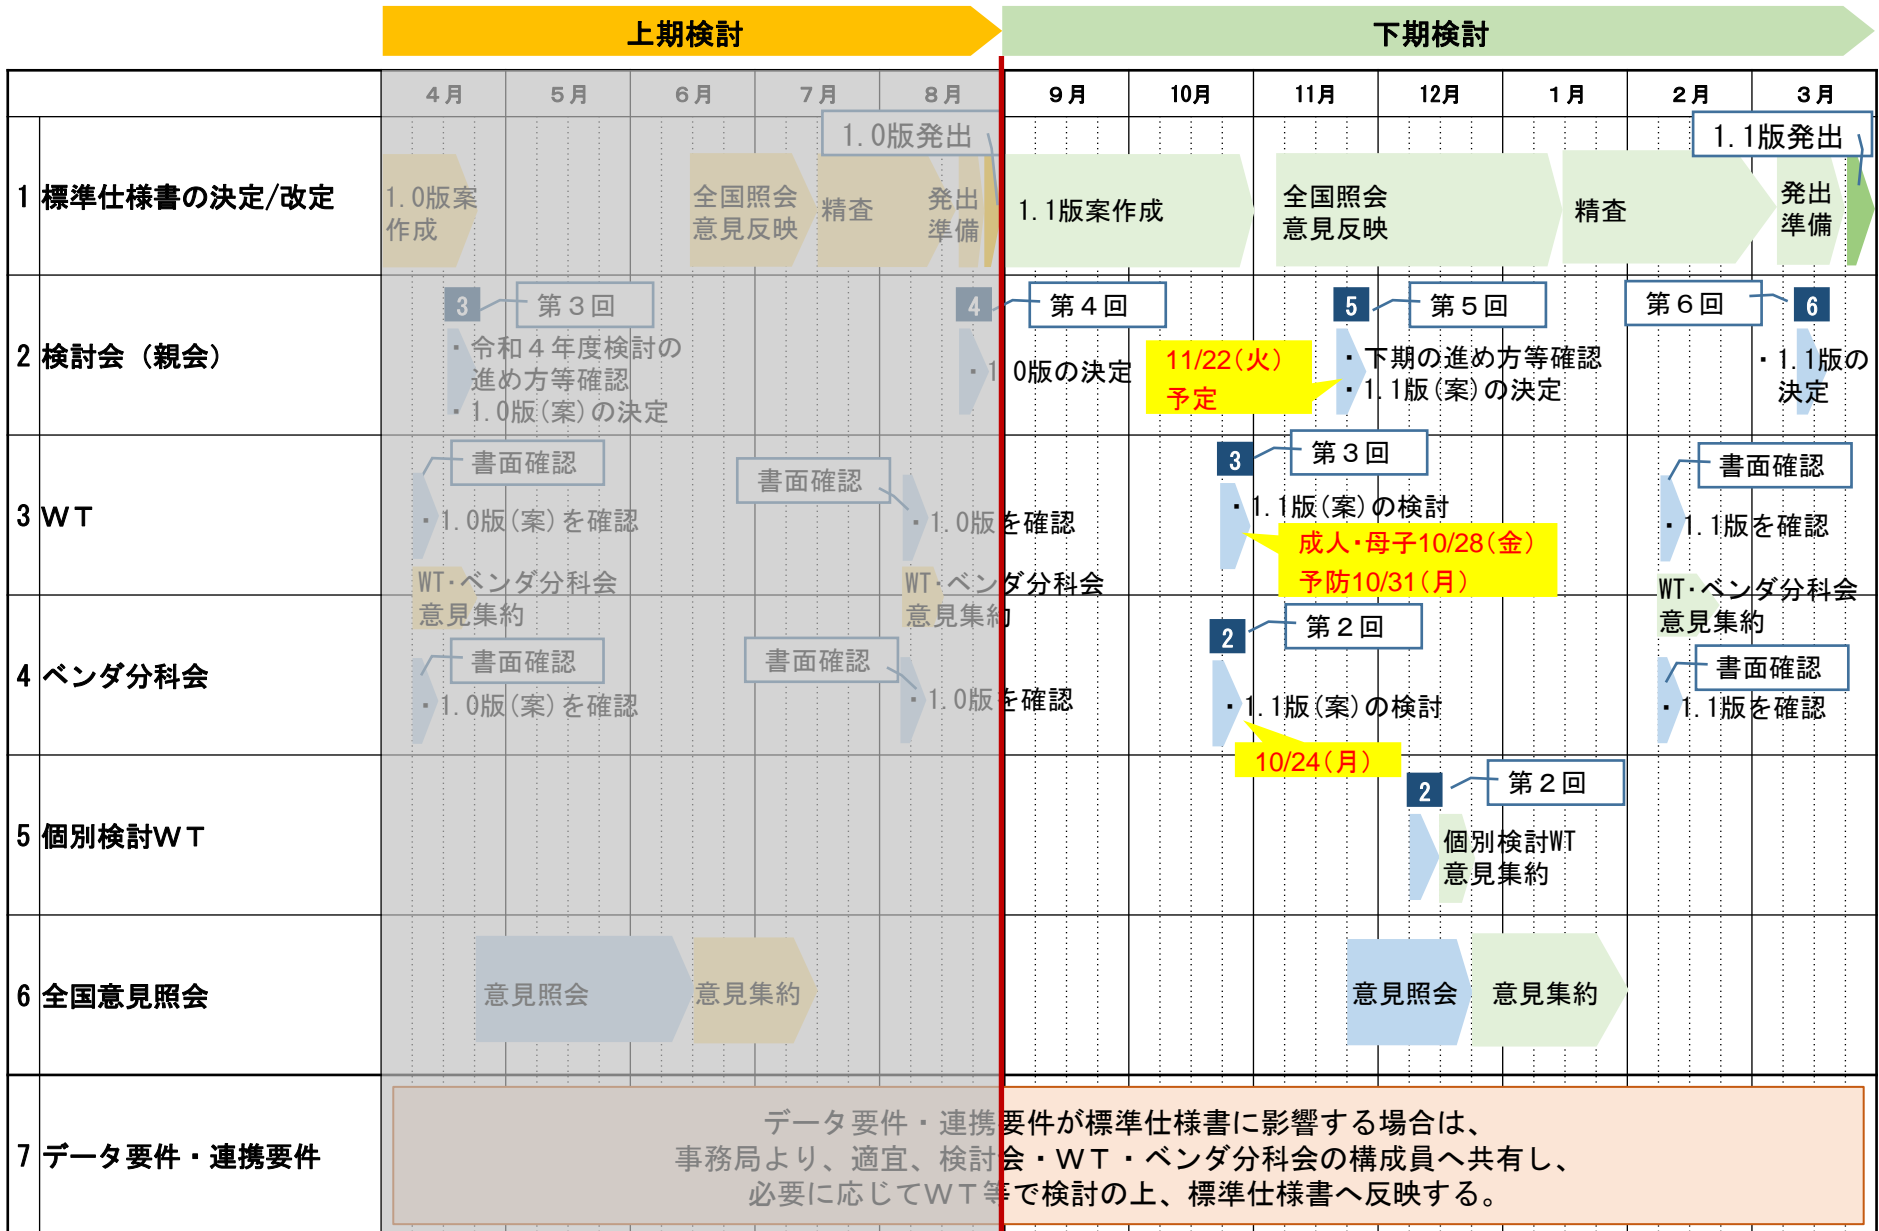 上期検討
下期検討
４月
５月
６月
７月
８月
９月
10月
11月
12月
１月
２月
３月
1 標準仕様書の決定/改定
1.0版案
作成
全国照会
意見反映
精査
発出
準備
1.0版発出
1.1版案作成
全国照会
意見反映
精査
発出
準備
1.1版発出
2 検討会（親会）
3
第３回
・令和４年度検討の
進め方等確認
・1.0版(案)の決定
4
第４回
・1.0版の決定
11/22(火)
予定
5
第５回
・下期の進め方等確認
・1.1版(案)の決定
第６回
6
・1.1版の
決定
3 ＷＴ
書面確認
・1.0版(案)を確認
書面確認
・1.0版を確認
3
第３回
・1.1版(案)の検討
成人・母子10/28(金)
予防10/31(月)
書面確認
・1.1版を確認
WT・ベンダ分科会
意見集約
WT・ベンダ分科会
意見集約
WT・ベンダ分科会
意見集約
4 ベンダ分科会
書面確認
・1.0版(案)を確認
書面確認
・1.0版を確認
2
第２回
・1.1版(案)の検討
10/24(月)
書面確認
・1.1版を確認
5 個別検討ＷＴ
2
第２回
個別検討WT
意見集約
6 全国意見照会
意見照会
意見集約
意見照会
意見集約
7 データ要件・連携要件
データ要件・連携要件が標準仕様書に影響する場合は、
事務局より、適宜、検討会・ＷＴ・ベンダ分科会の構成員へ共有し、
必要に応じてＷＴ等で検討の上、標準仕様書へ反映する。